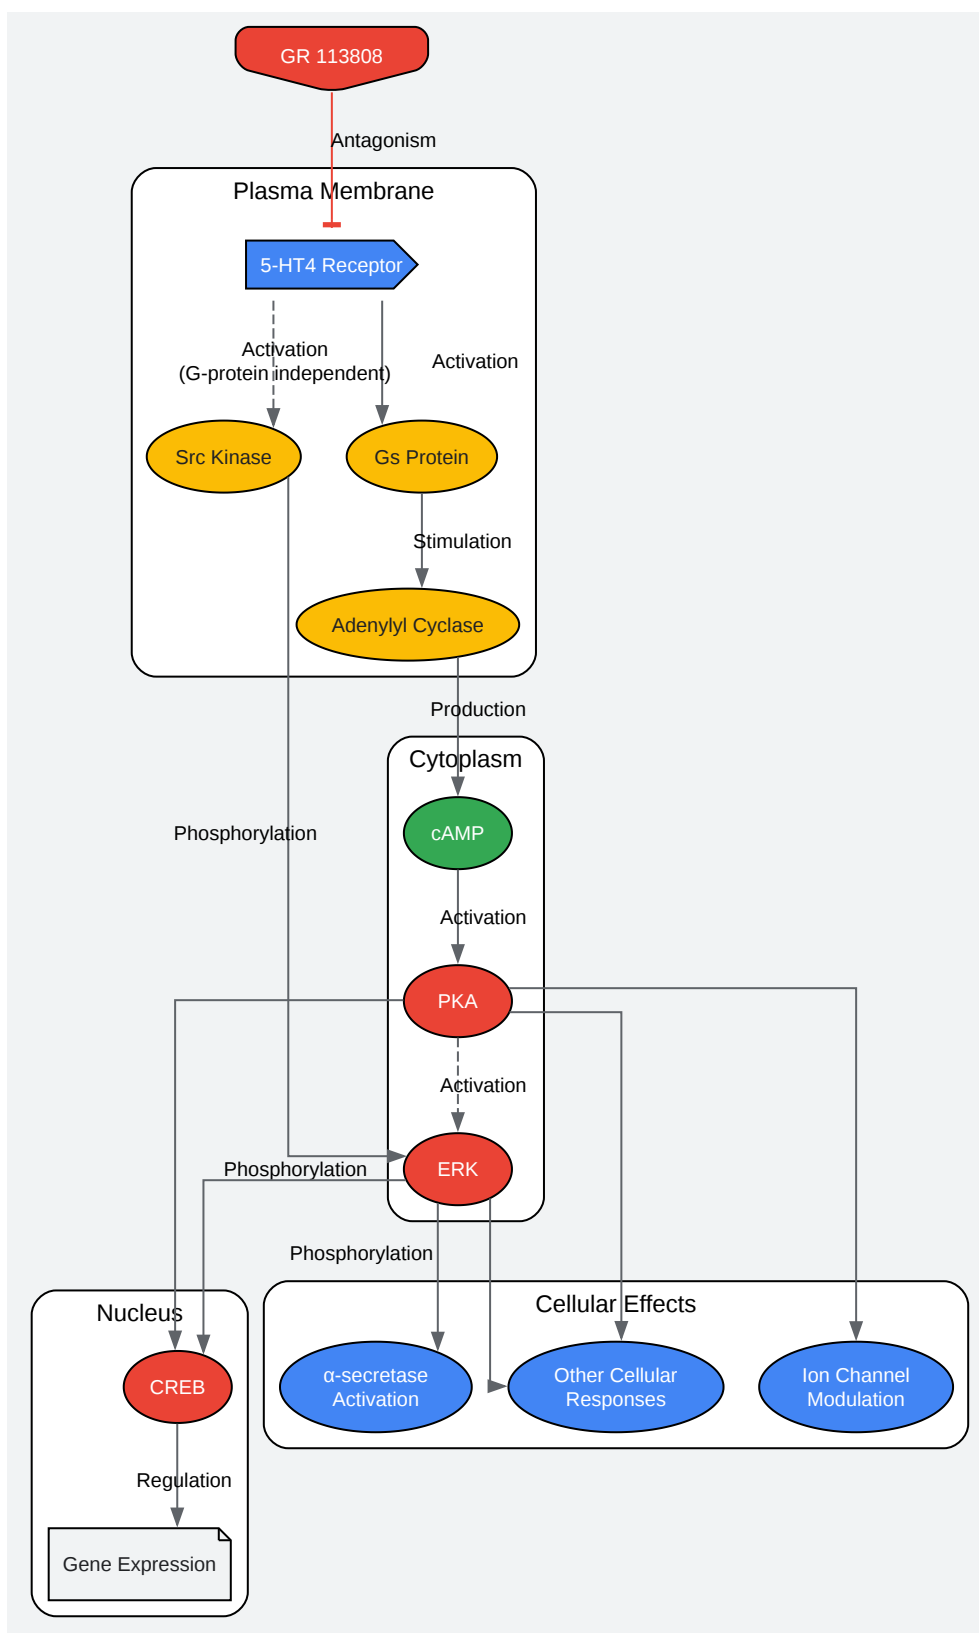 GR 113808
Antagonism
Plasma Membrane
5-HT4 Receptor
Activation
(G-protein independent)
Activation
Src Kinase
Gs Protein
Stimulation
Adenylyl Cyclase
Production
Cytoplasm
cAMP
Phosphorylation
Activation
PKA
Activation
ERK
Phosphorylation
Phosphorylation
Nucleus
Cellular Effects
CREB
α-secretase
Activation
Other Cellular
Responses
Ion Channel
Modulation
Regulation
Gene Expression